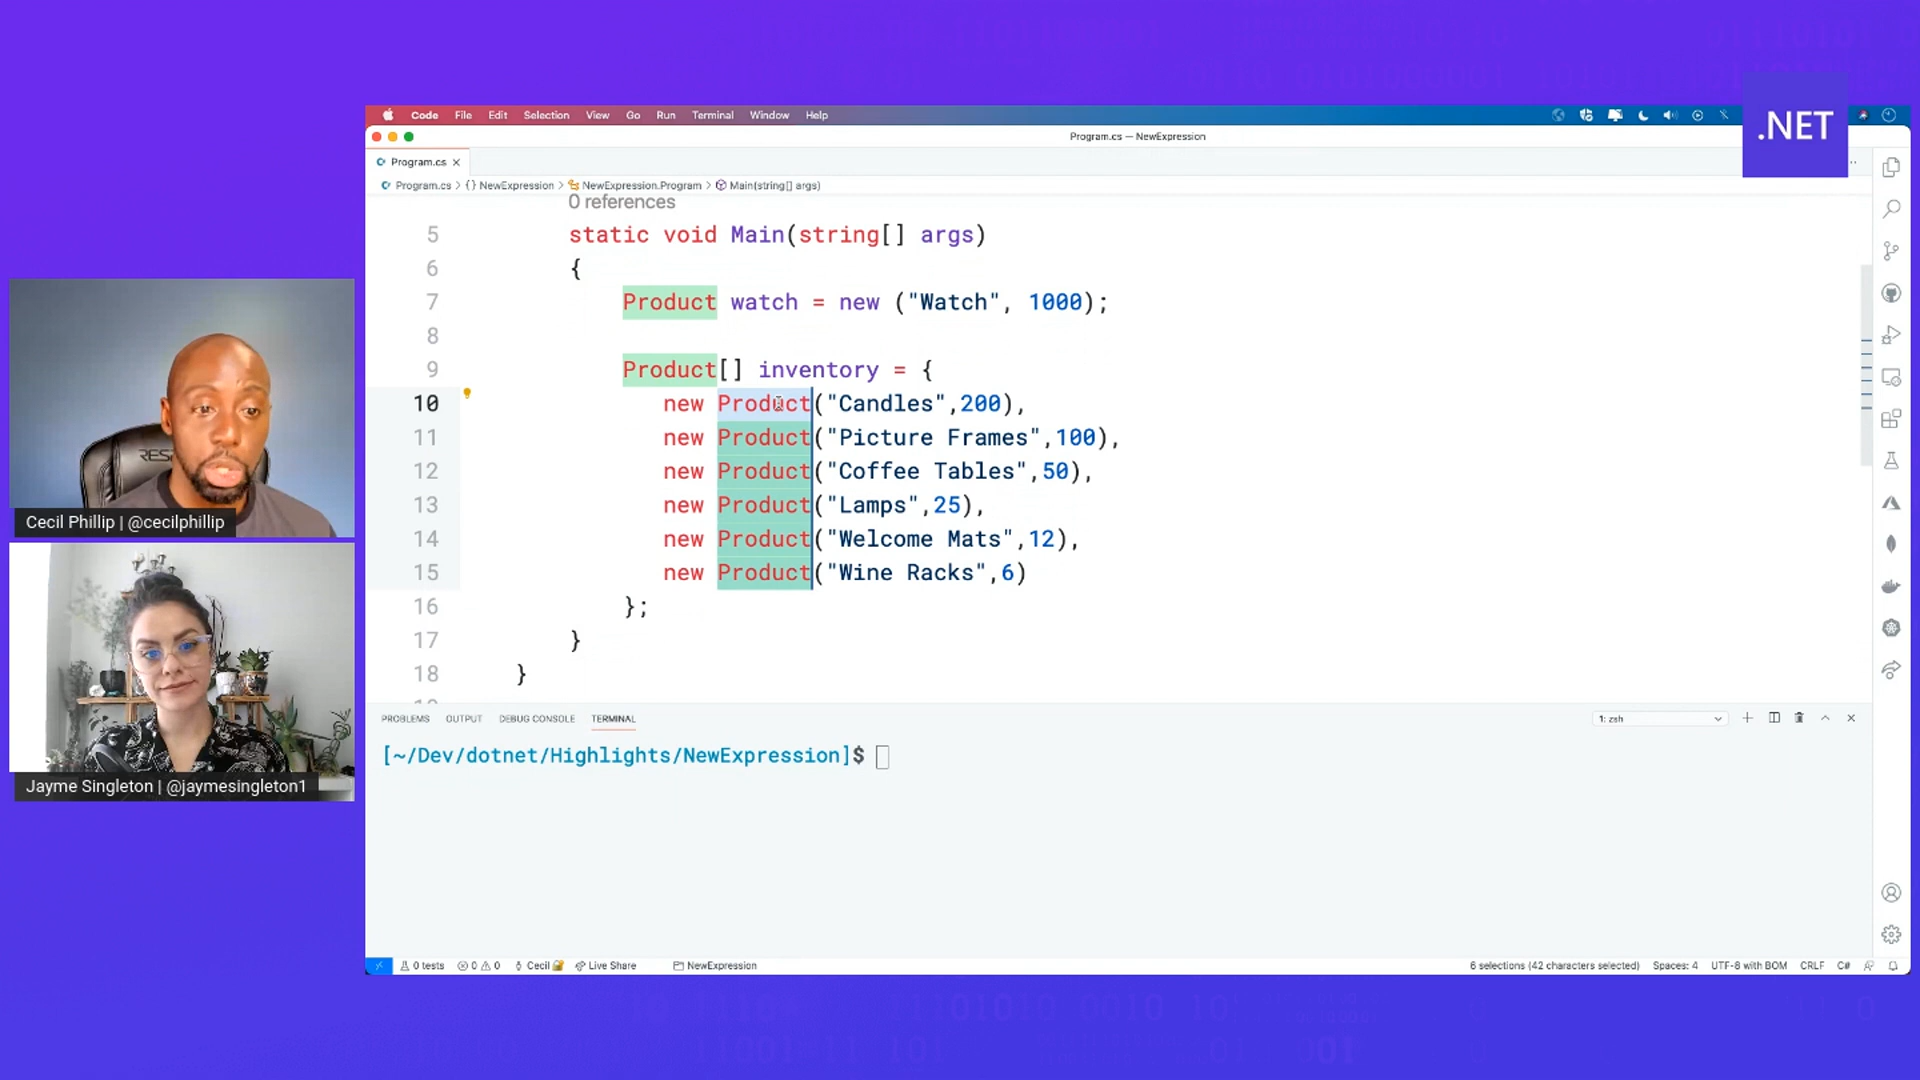 .NET
Code File Edit Selection View Go Run Terminal Window Help
Program.cs — NewExpression
Program.cs
Program.cs > {} NewExpression > NewExpression.Program > Main(string[] args)
0 references
5 static void Main(string[] args)
6 {
7 Product watch = new ("Watch", 1000);
8
9 Product[] inventory = {
10 new Product("Candles",200),
11 new Product("Picture Frames",100),
12 new Product("Coffee Tables",50),
13 new Product("Lamps",25),
14 new Product("Welcome Mats",12),
15 new Product("Wine Racks",6)
16 };
17 }
18 }
Cecil Phillip | @cecilphillip
Jayme Singleton | @jaymesingleton1
PROBLEMS OUTPUT DEBUG CONSOLE TERMINAL
1: zsh
[~/Dev/dotnet/Highlights/NewExpression]$
0 tests 0 0 Cecil Live Share NewExpression
6 selections (42 characters selected) Spaces: 4 UTF-8 with BOM CRLF C#